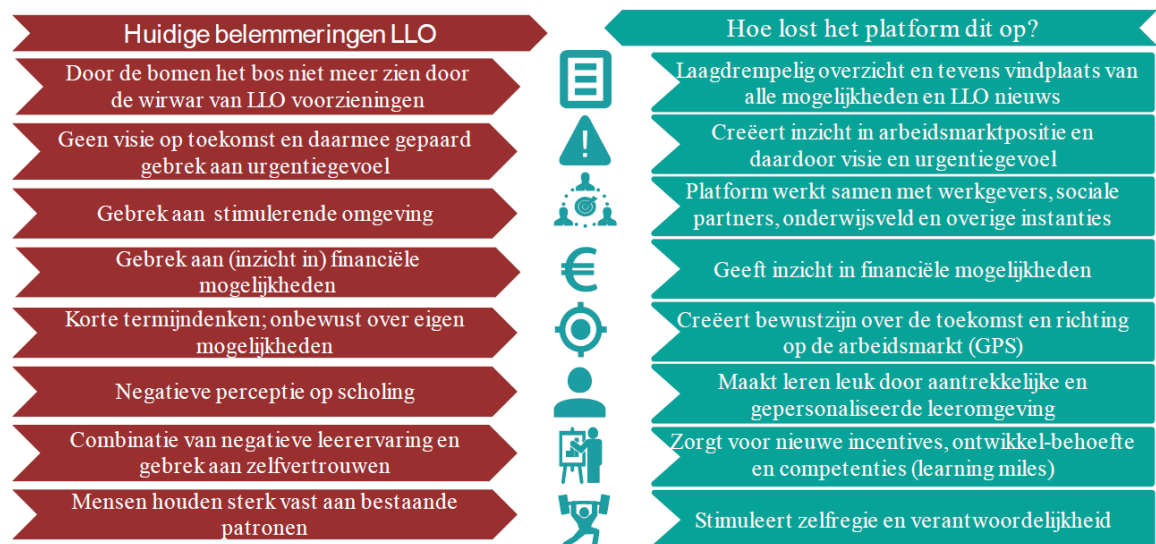 Huidige belemmeringen LLO
Hoe lost het platform dit op?
Door de bomen het bos niet meer zien door
de wirwar van LLO voorzieningen
Laagdrempelig overzicht en tevens vindplaats van
alle mogelijkheden en LLO nieuws
Geen visie op toekomst en daarmee gepaard
gebrek aan urgentiegevoel
Creëert inzicht in arbeidsmarktpositie en
daardoor visie en urgentiegevoel
Gebrek aan stimulerende omgeving
Platform werkt samen met werkgevers, sociale
partners, onderwijsveld en overige instanties
Gebrek aan (inzicht in) financiële
mogelijkheden
€
Geeft inzicht in financiële mogelijkheden
Korte termijndenken; onbewust over eigen
mogelijkheden
Creëert bewustzijn over de toekomst en richting
op de arbeidsmarkt (GPS)
Negatieve perceptie op scholing
Maakt leren leuk door aantrekkelijke en
gepersonaliseerde leeromgeving
Combinatie van negatieve leerervaring en
gebrek aan zelfvertrouwen
Zorgt voor nieuwe incentives, ontwikkel-behoefte
en competenties (learning miles)
Mensen houden sterk vast aan bestaande
patronen
Stimuleert zelfregie en verantwoordelijkheid